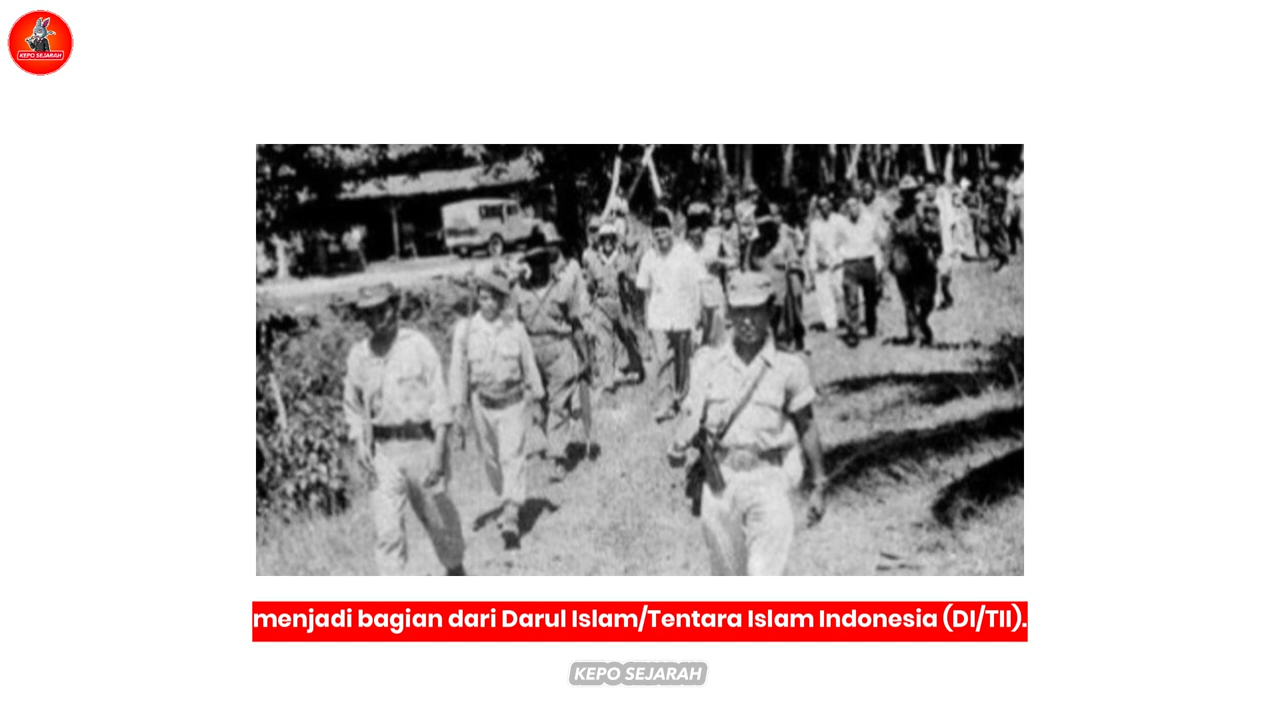 KEPO SEJARAH
menjadi bagian dari Darul Islam/Tentara Islam Indonesia (DI/TII).
KEPO SEJARAH